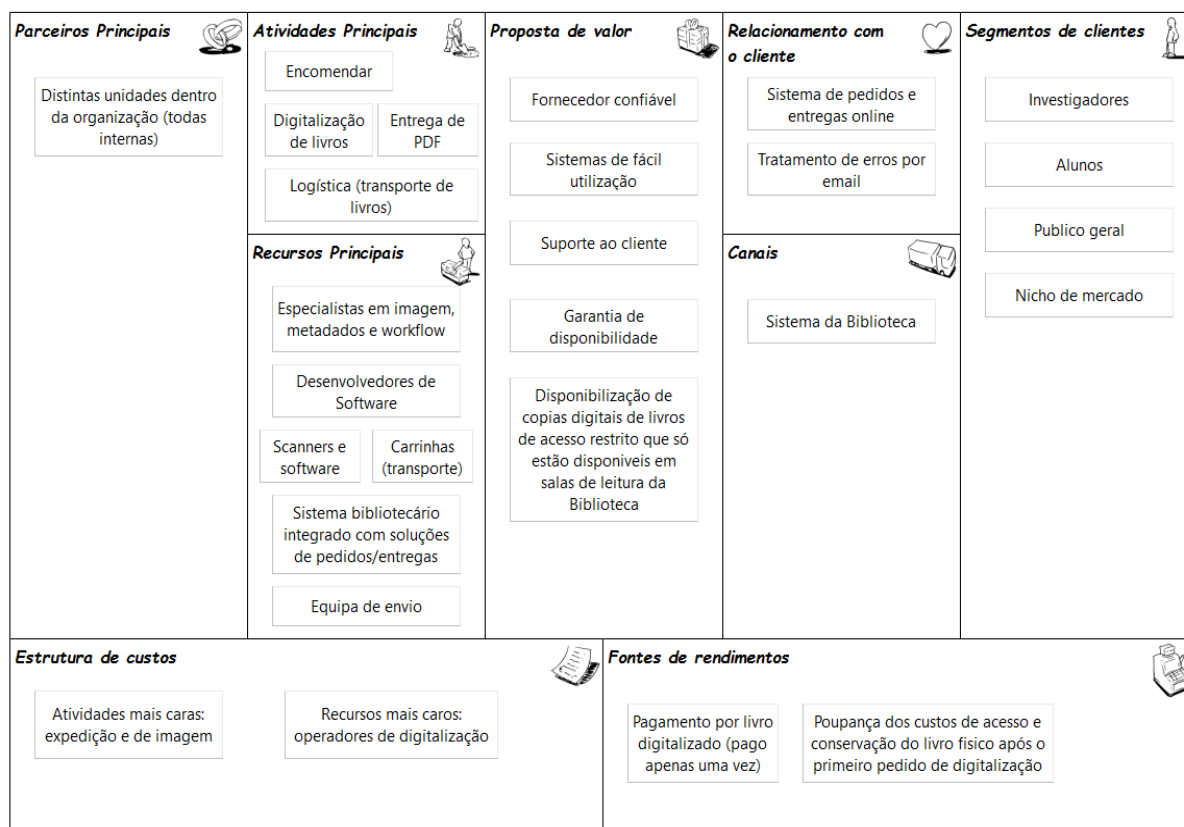 Parceiros Principais
Distintas unidades dentro
da organização (todas
internas)
Atividades Principais
Encomendar
Digitalização
de livros
Entrega de
PDF
Logística (transporte de
livros)
Recursos Principais
Especialistas em imagem,
metadados e workflow
Desenvolvedores de
Software
Scanners e
software
Carrinhas
(transporte)
Sistema bibliotecário
integrado com soluções
de pedidos/entregas
Equipa de envio
Proposta de valor
Fornecedor confiável
Sistemas de fácil
utilização
Suporte ao cliente
Garantia de
disponibilidade
Disponibilização de
copias digitais de livros
de acesso restrito que só
estão disponiveis em
salas de leitura da
Biblioteca
Relacionamento com
o cliente
Sistema de pedidos e
entregas online
Tratamento de erros por
email
Canais
Sistema da Biblioteca
Segmentos de clientes
Investigadores
Alunos
Publico geral
Nicho de mercado
Estrutura de custos
Atividades mais caras:
expedição e de imagem
Recursos mais caros:
operadores de digitalização
Fontes de rendimentos
Pagamento por livro
digitalizado (pago
apenas uma vez)
Poupança dos custos de acesso e
conservação do livro físico após o
primeiro pedido de digitalização